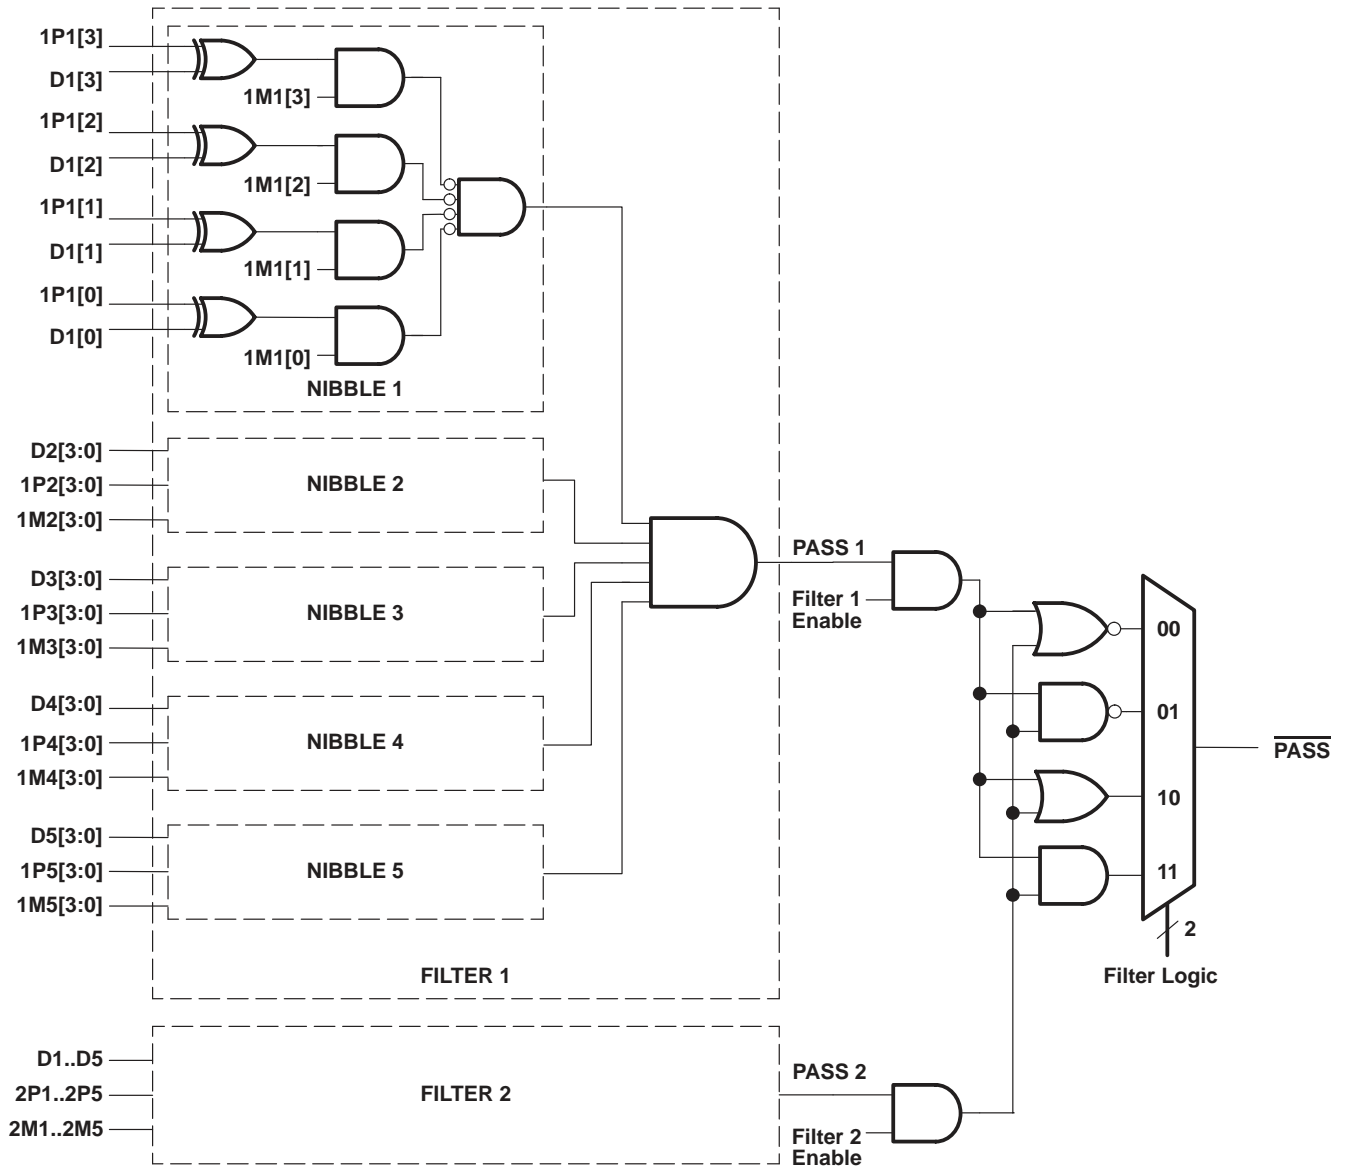 1P1[3]
D1[3]
1M1[3]
1P1[2]
D1[2]
1M1[2]
1P1[1]
D1[1]
1M1[1]
1P1[0]
D1[0]
1M1[0]
NIBBLE 1
D2[3:0]
1P2[3:0]
1M2[3:0]
NIBBLE 2
D3[3:0]
1P3[3:0]
1M3[3:0]
NIBBLE 3
D4[3:0]
1P4[3:0]
1M4[3:0]
NIBBLE 4
D5[3:0]
1P5[3:0]
1M5[3:0]
NIBBLE 5
FILTER 1
PASS 1
Filter 1
Enable
00
01
10
11
PASS
2
Filter Logic
D1..D5
2P1..2P5
2M1..2M5
FILTER 2
PASS 2
Filter 2
Enable